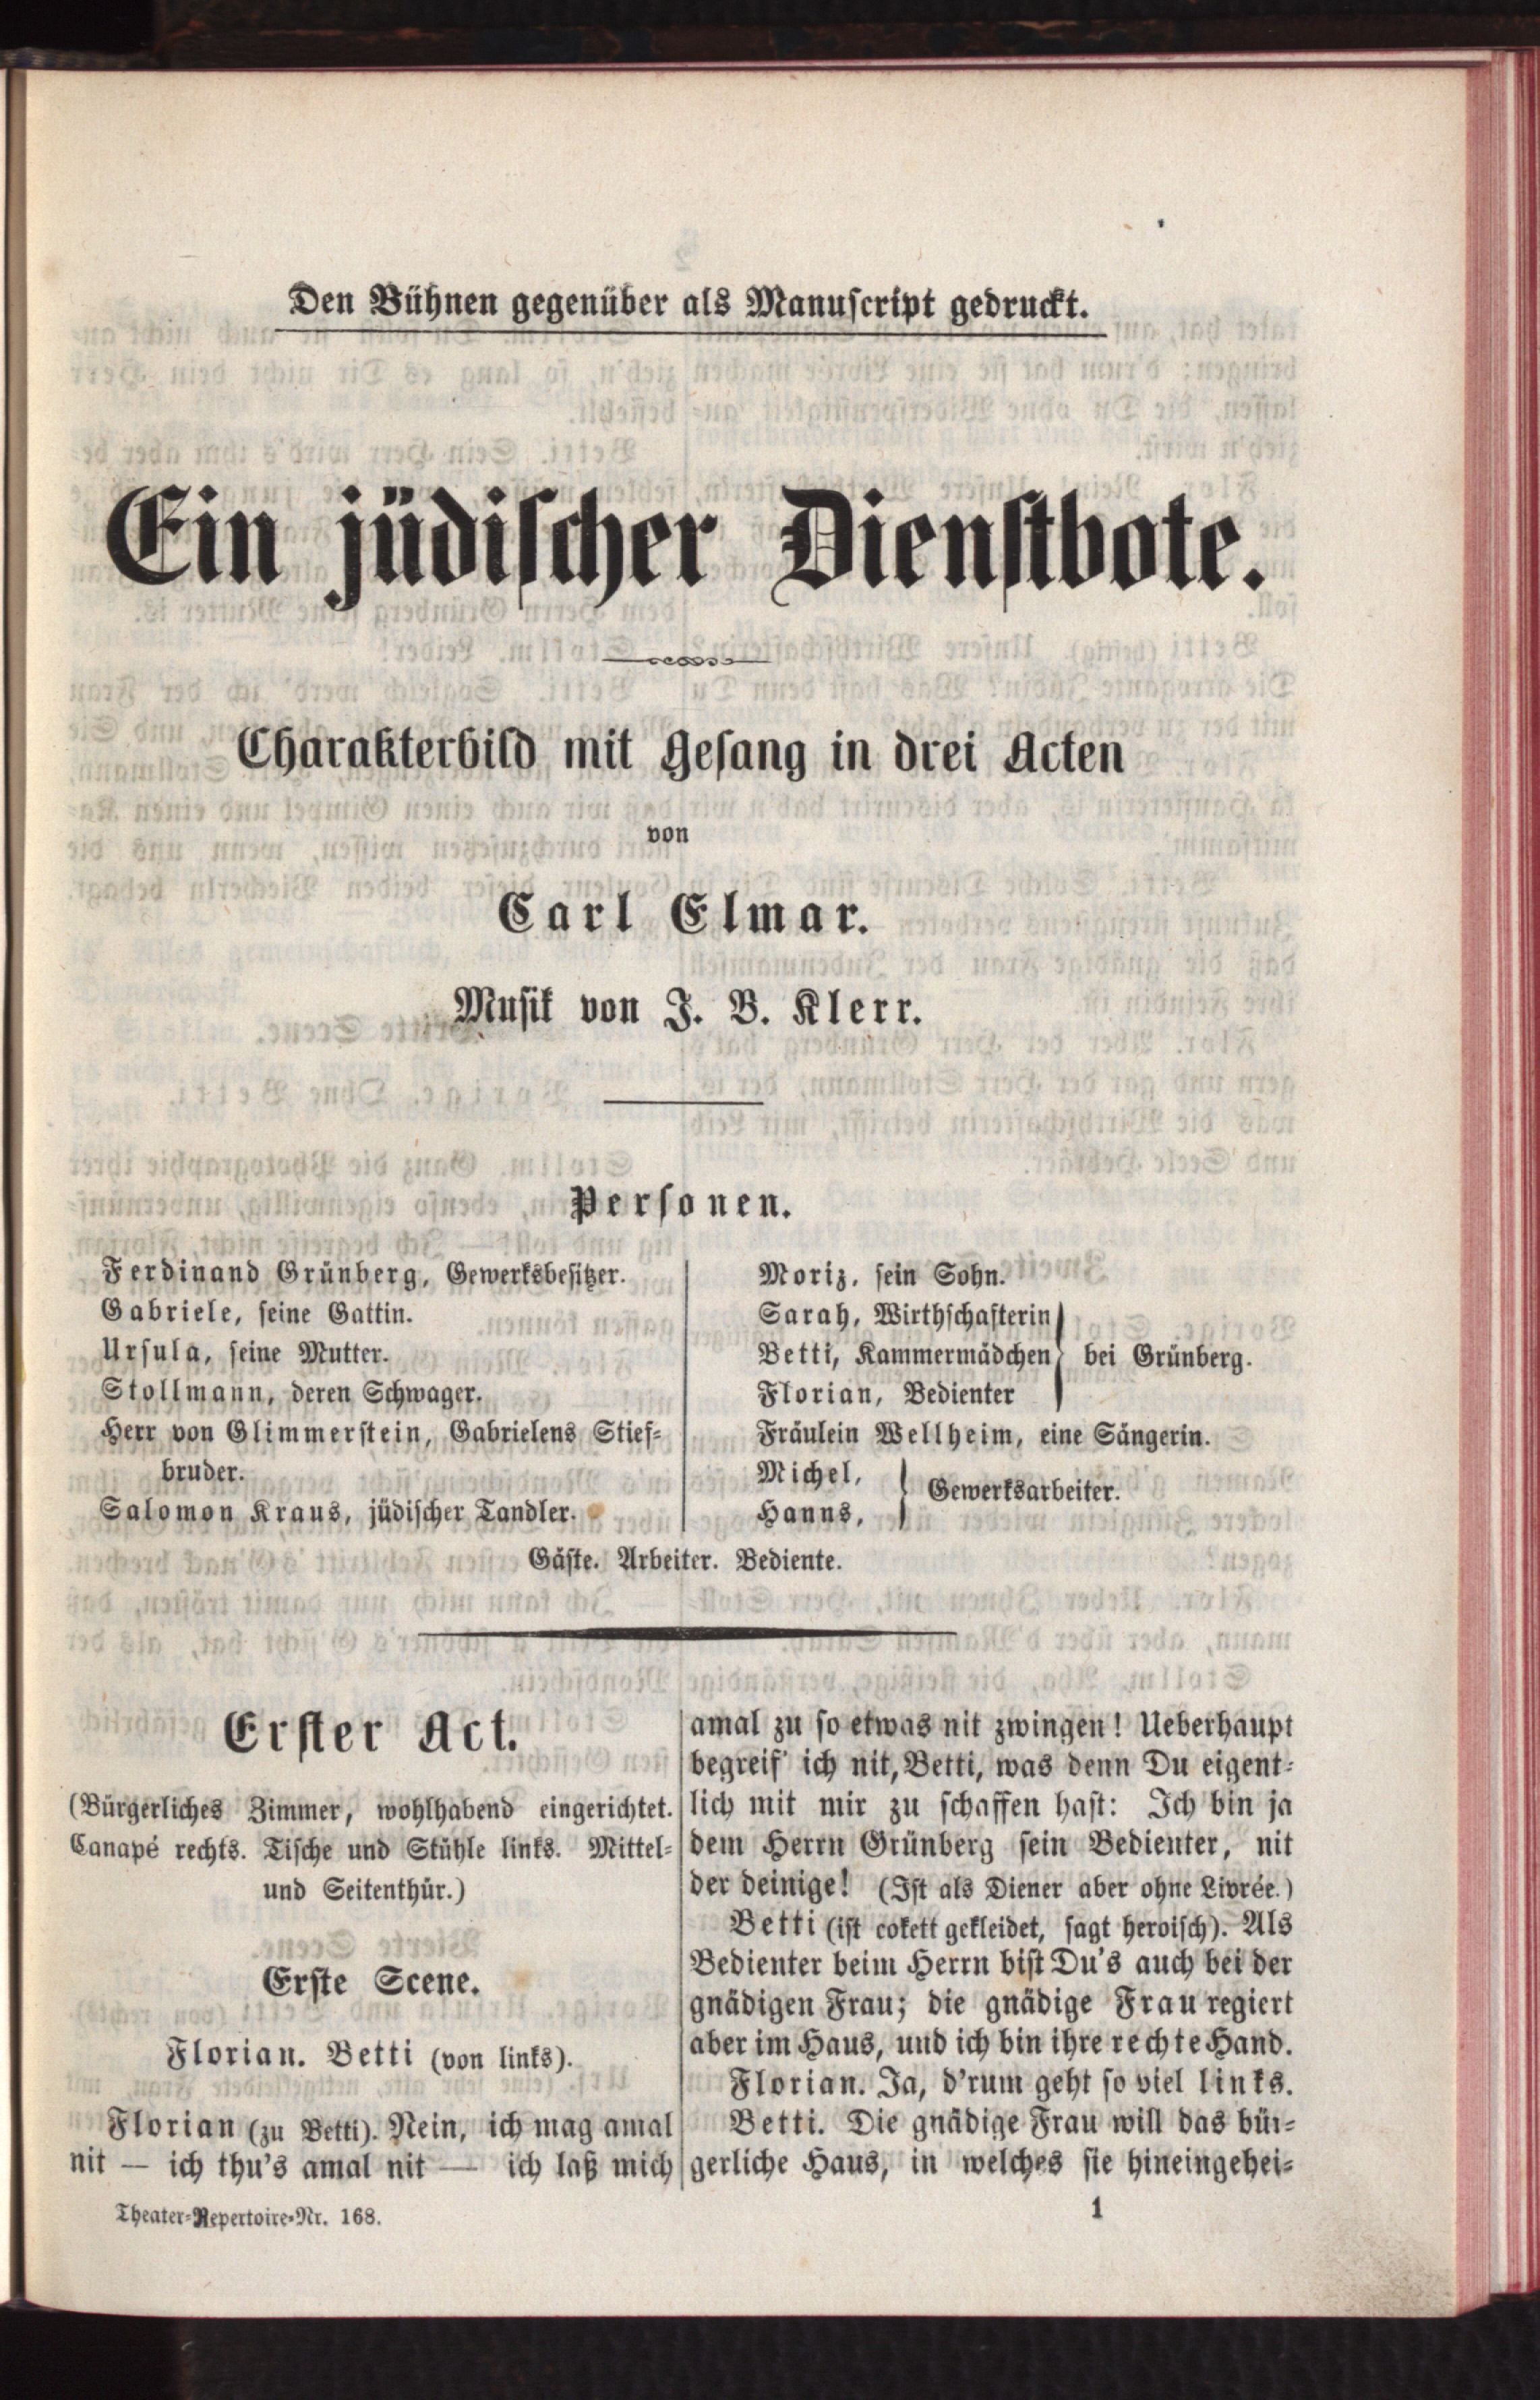 Den Bühnen gegenüber als Manuscript gedruckt.
Ein jüdischer Dienstbote.
Charakterbild mit Gesang in drei Acten
von
Carl Elmar.
Musik von J. B. Klerr.
Personen.
Ferdinand Grünberg, Gewerksbesitzer.
Gabriele, seine Gattin.
Ursula, seine Mutter.
Stollmann, deren Schwager.
Herr von Glimmerstein, Gabrielens Stief-
bruder.
Salomon Kraus, jüdischer Tandler.
Moriz, sein Sohn.
Sarah, Wirthschafterin
Betti, Kammermädchen
Florian, Bedienter
bei Grünberg.
Fräulein Wellheim, eine Sängerin.
Michel,
Hanns,
Gewerksarbeiter.
Gäste. Arbeiter. Bediente.
Erster Act.
(Bürgerliches Zimmer, wohlhabend eingerichtet.
Canapé rechts. Tische und Stühle links. Mittel-
und Seitenthür.)
Erste Scene.
Florian. Betti (von links).
Florian (zu Betti). Nein, ich mag amal
nit — ich thu's amal nit — ich laß mich
amal zu so etwas nit zwingen! Ueberhaupt
begreif' ich nit, Betti, was denn Du eigent-
lich mit mir zu schaffen hast: Ich bin ja
dem Herrn Grünberg sein Bedienter, nit
der deinige! (Ist als Diener aber ohne Livrée.)
Betti (ist cokett gekleidet, sagt heroisch). Als
Bedienter beim Herrn bist Du's auch bei der
gnädigen Frau; die gnädige Frau regiert
aber im Haus, und ich bin ihre rechte Hand.
Florian. Ja, d'rum geht so viel links.
Betti. Die gnädige Frau will das bür-
gerliche Haus, in welches sie hineingehei-
Theater-Repertoire-Nr. 168.
1